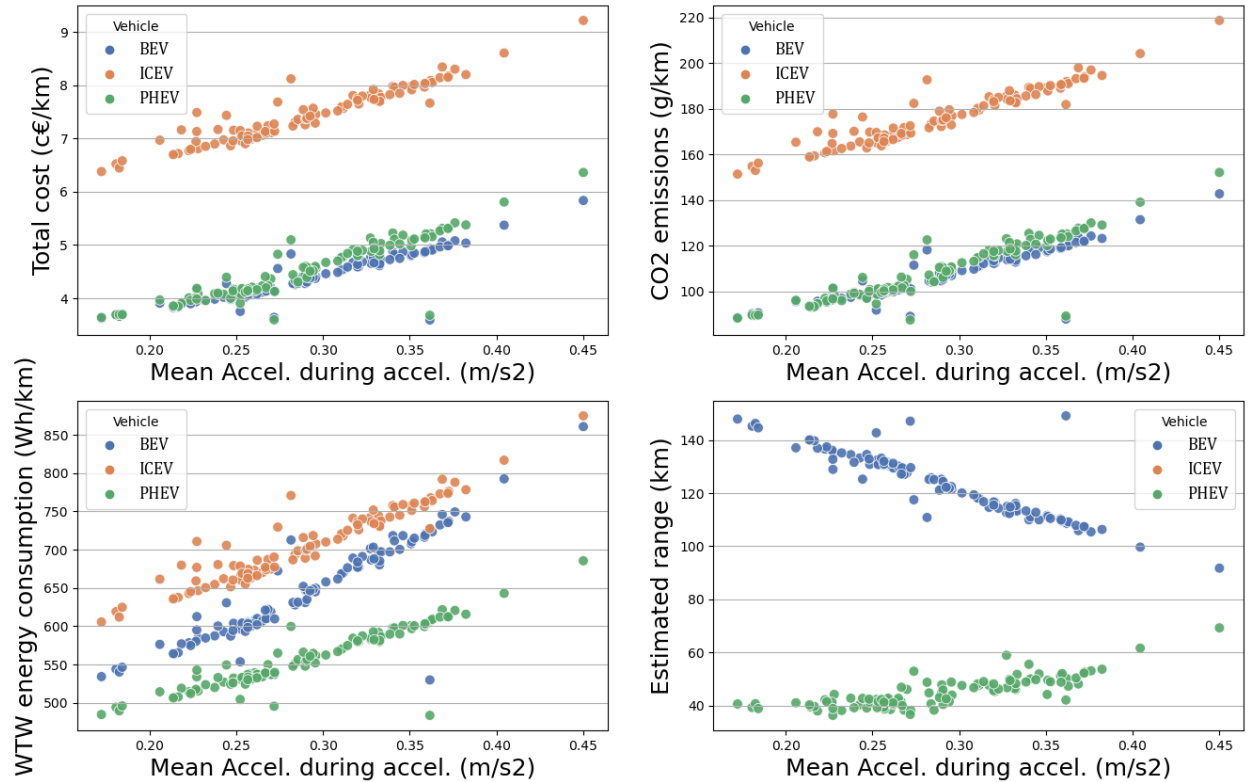 Total cost (c€/km)
9
8
7
6
5
4
Vehicle
BEV
ICEV
PHEV
0.20 0.25 0.30 0.35 0.40 0.45
Mean Accel. during accel. (m/s2)
CO2 emissions (g/km)
220
200
180
160
140
120
100
Vehicle
BEV
ICEV
PHEV
0.20 0.25 0.30 0.35 0.40 0.45
Mean Accel. during accel. (m/s2)
WTW energy consumption (Wh/km)
850
800
750
700
650
600
550
500
Vehicle
BEV
ICEV
PHEV
0.20 0.25 0.30 0.35 0.40 0.45
Mean Accel. during accel. (m/s2)
Estimated range (km)
140
120
100
80
60
40
Vehicle
BEV
ICEV
PHEV
0.20 0.25 0.30 0.35 0.40 0.45
Mean Accel. during accel. (m/s2)